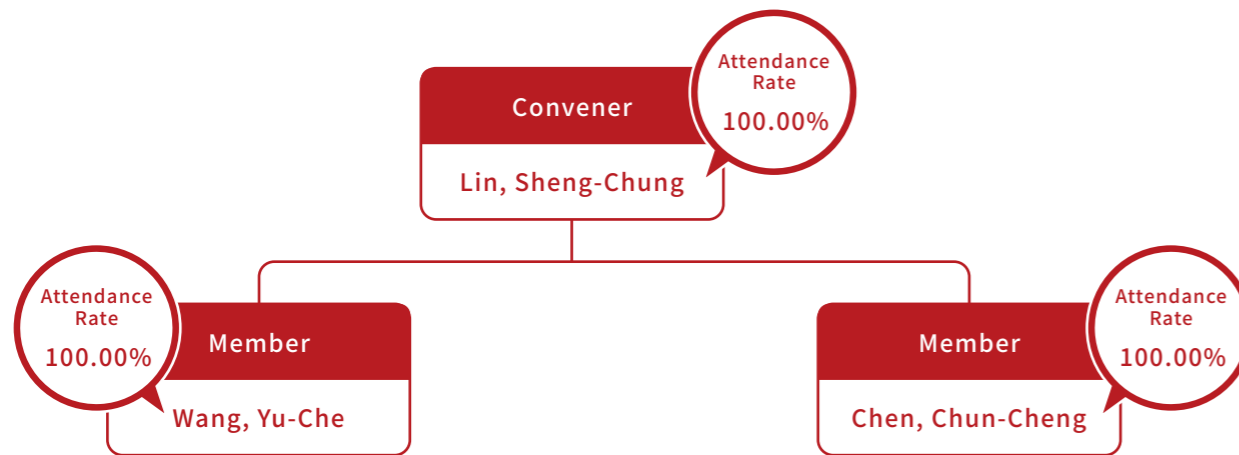 Attendance
Rate
100.00%
Convener
Lin, Sheng-Chung
Attendance
Rate
100.00%
Member
Wang, Yu-Che
Attendance
Rate
100.00%
Member
Chen, Chun-Cheng